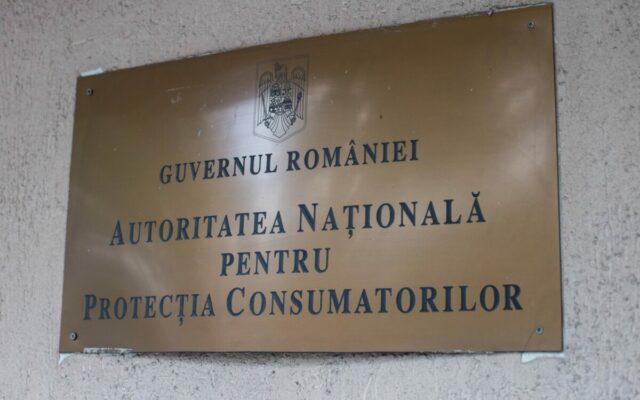 GUVERNUL ROMÂNIEI
AUTORITATEA NAȚIONALĂ
PENTRU
PROTECȚIA CONSUMATORILOR